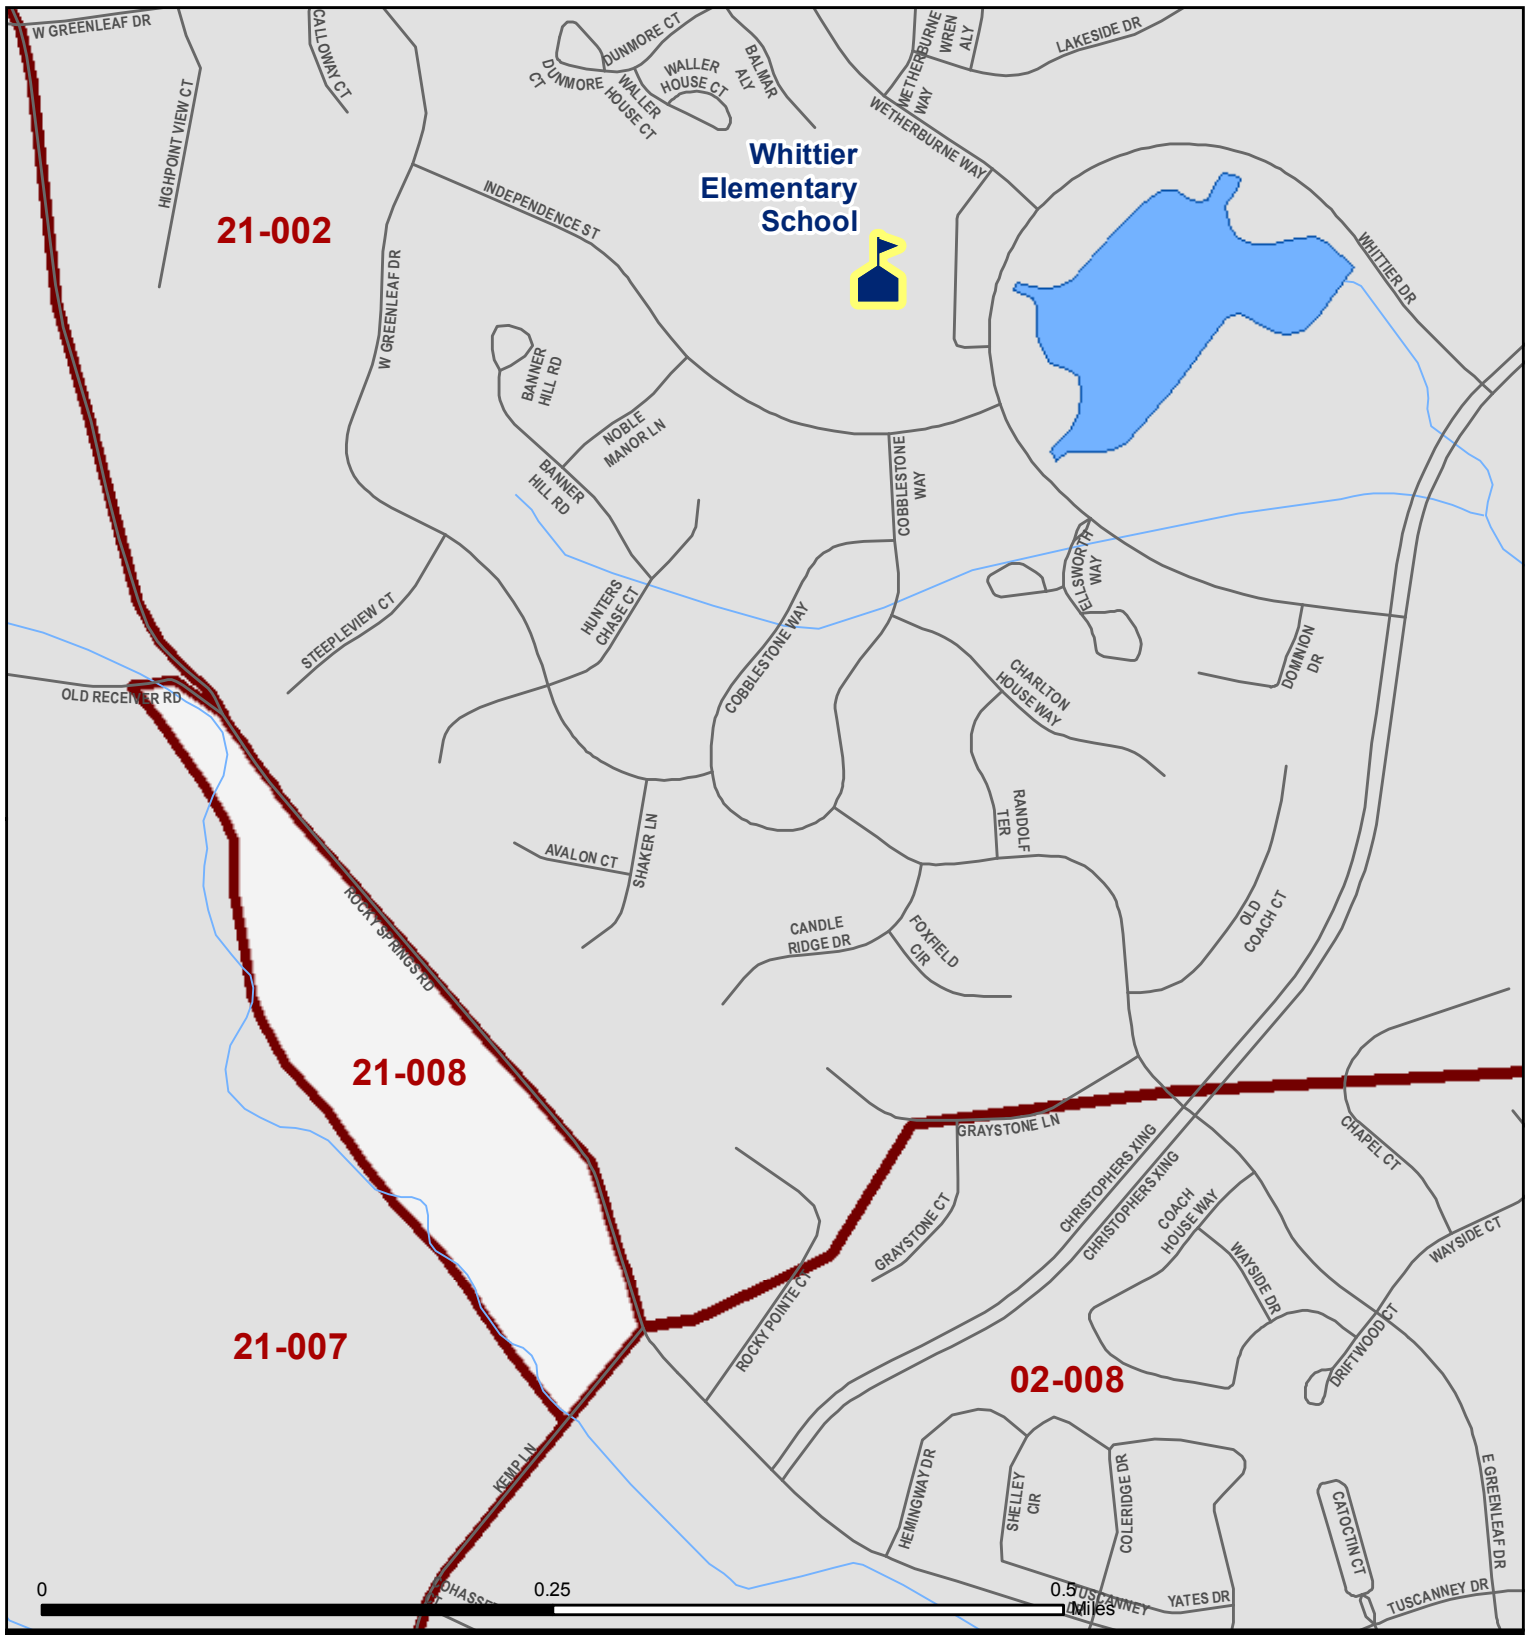 W GREENLEAF DR
CALLOWAY CT
HIGHPOINT VIEW CT
DUNMORE CT
DUNMORE
CT
WALLER
HOUSE CT
WALLER
HOUSE CT
BALMAR
ALY
WETHERBURNE
WAY
WREN
ALY
LAKESIDE DR
WETHERBURNE WAY
Whittier
Elementary
School
21-002
INDEPENDENCE ST
W GREENLEAF DR
WHITTIER DR
BANNER
HILL RD
NOBLE
MANOR LN
BANNER
HILL RD
COBBLESTONE
WAY
ELLSWORTH
WAY
HUNTERS
CHASE CT
STEEPLEVIEW CT
COBBLESTONE WAY
CHARLTON
HOUSE WAY
DOMINION
DR
OLD RECEIVER RD
RANDOLF
TER
SHAKER LN
AVALON CT
ROCKY SPRINGS RD
CANDLE
RIDGE DR
FOXFIELD
CIR
OLD
COACH CT
21-008
GRAYSTONE LN
CHAPEL CT
CHRISTOPHERS XING
CHRISTOPHERS XING
COACH
HOUSE WAY
GRAYSTONE CT
WAYSIDE DR
WAYSIDE CT
ROCKY POINTE CT
DRIFTWOOD CT
21-007
02-008
KEMP LN
HEMINGWAY DR
SHELLEY
CIR
COLERIDGE DR
CATOCTIN CT
E GREENLEAF DR
TUSCANNEY
DR
YATES DR
TUSCANNEY DR
0
0.25
0.5
Miles